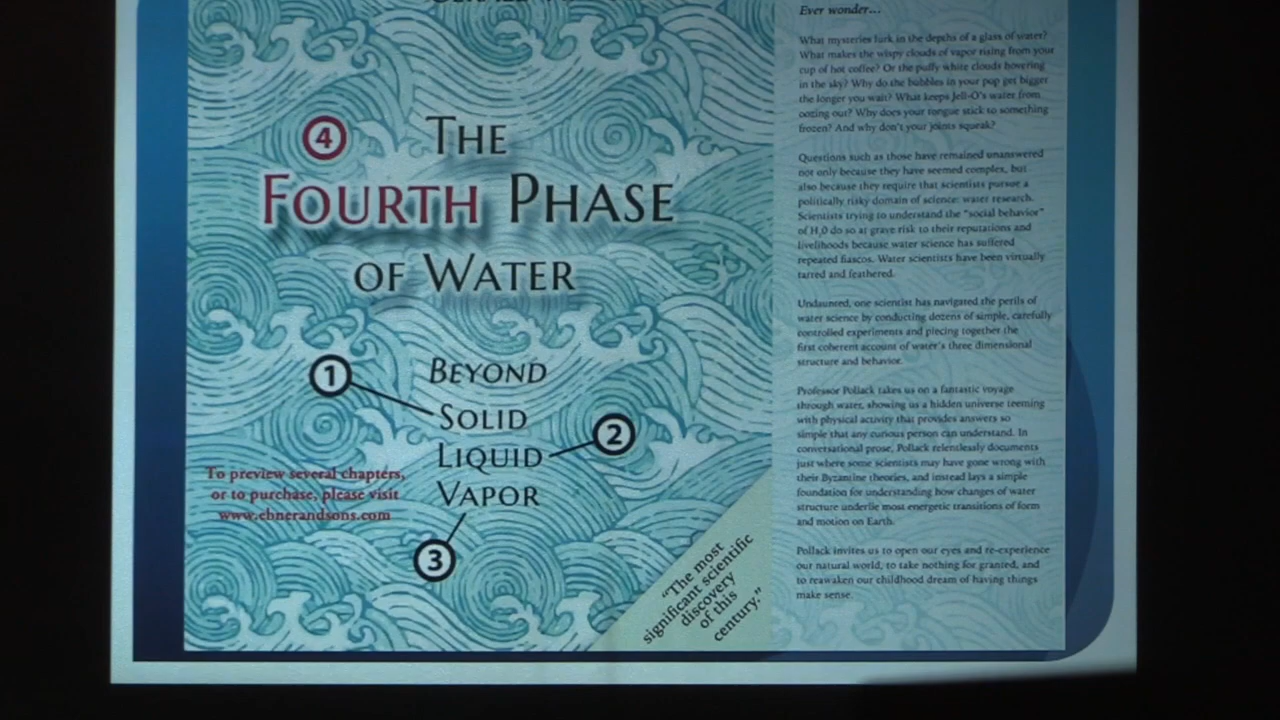 ④ THE
FOURTH PHASE
OF WATER
① BEYOND
SOLID
LIQUID ②
VAPOR
③
To preview several chapters,
or to purchase, please visit
www.ebnerandsons.com
"The most
significant scientific
discovery
of this
century."
Ever wonder...
What mysteries lurk in the depths of a glass of water?
What makes the wispy clouds of vapor rising from your
cup of hot coffee? Or the puffy white clouds hovering
in the sky? Why do the bubbles in your pop get bigger
the longer you wait? What keeps Jell-O's water from
oozing out? Why does your tongue stick to something
frozen? And why don't your joints squeak?
Questions such as those have remained unanswered
not only because they have seemed complex, but
also because they require that scientists pursue a
politically risky domain of science: water research.
Scientists trying to understand the "social behavior"
of H₂0 do so at grave risk to their reputations and
livelihoods because water science has suffered
repeated fiascos. Water scientists have been virtually
tarred and feathered.
Undaunted, one scientist has navigated the perils of
water science by conducting dozens of simple, carefully
controlled experiments and piecing together the
first coherent account of water's three dimensional
structure and behavior.
Professor Pollack takes us on a fantastic voyage
through water, showing us a hidden universe teeming
with physical activity that provides answers so
simple that any curious person can understand. In
conversational prose, Pollack relentlessly documents
just where some scientists may have gone wrong with
their Byzantine theories, and instead lays a simple
foundation for understanding how changes of water
structure underlie most energetic transitions of form
and motion on Earth.
Pollack invites us to open our eyes and re-experience
our natural world, to take nothing for granted, and
to reawaken our childhood dream of having things
make sense.